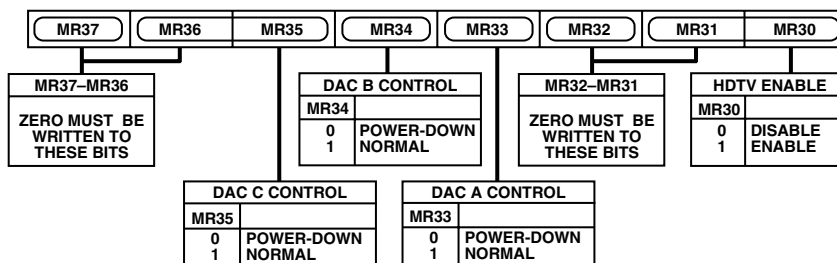 MR37 MR36 MR35 MR34 MR33 MR32 MR31 MR30
MR37–MR36
ZERO MUST BE
WRITTEN TO
THESE BITS
DAC B CONTROL
MR34
0 POWER-DOWN
1 NORMAL
MR32–MR31
ZERO MUST BE
WRITTEN TO
THESE BITS
HDTV ENABLE
MR30
0 DISABLE
1 ENABLE
DAC C CONTROL
MR35
0 POWER-DOWN
1 NORMAL
DAC A CONTROL
MR33
0 POWER-DOWN
1 NORMAL